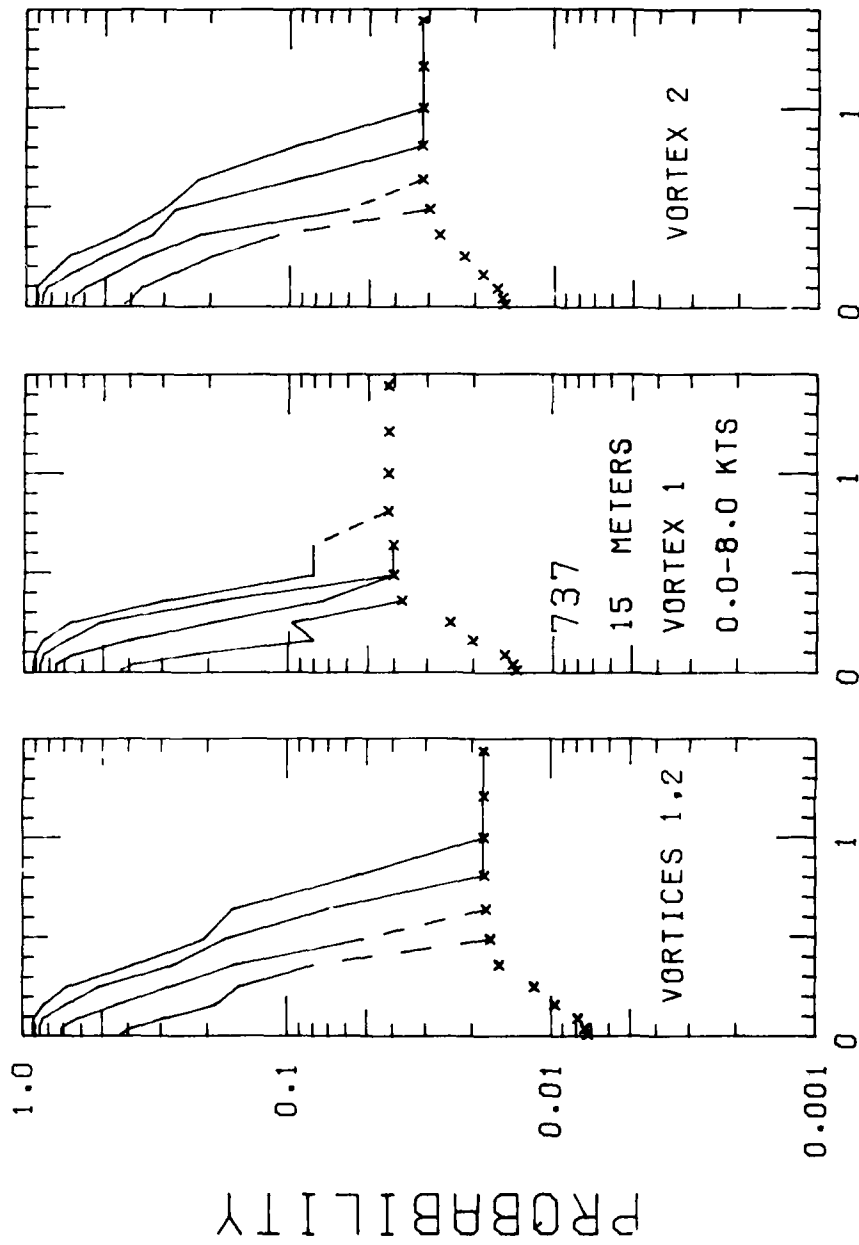 PROBABILITY
1.0
0.1
0.01
0.001
VORTICES 1,2
0
1
737
15 METERS
VORTEX 1
0.0-8.0 KTS
0
1
VORTEX 2
0
1